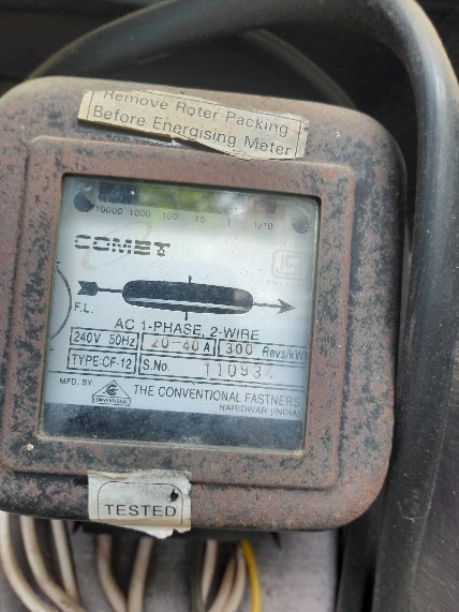 Remove Roter Packing
Before Energising Meter
10000 1000 100 10 1 1/10
COMET
F.L.
AC 1-PHASE, 2-WIRE
240V 50Hz 20-40 A 300 Revs/kWh
TYPE-CF-12 S.No. 110934
MFD. BY CONVENTIONAL THE CONVENTIONAL FASTNERS
HARIDWAR (INDIA)
TESTED